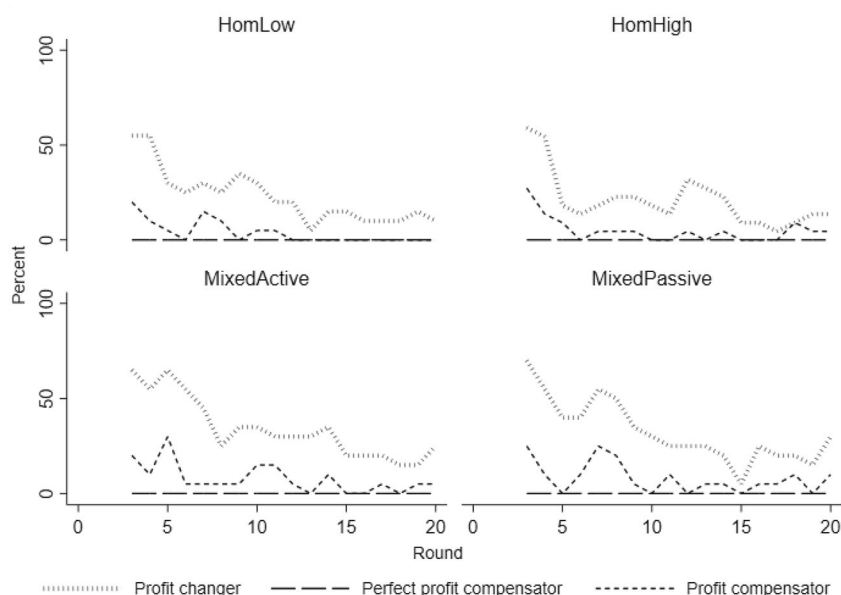 HomLow
HomHigh
100
50
0
MixedActive
MixedPassive
100
50
0
Percent
0 5 10 15 20 0 5 10 15 20
Round
Profit changer Perfect profit compensator Profit compensator